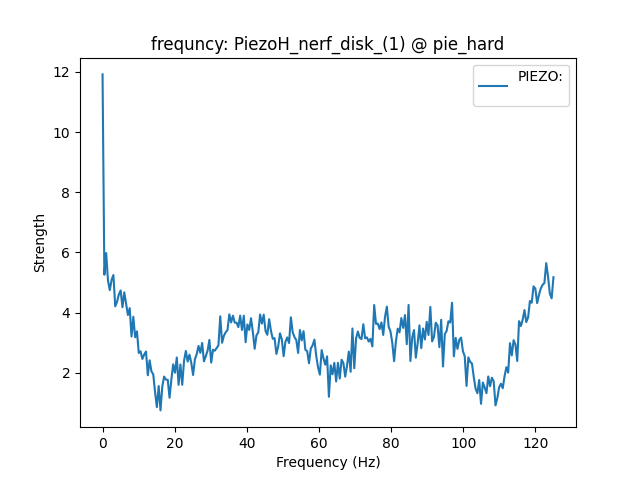 frequncy: PiezoH_nerf_disk_(1) @ pie_hard
PIEZO:
12
10
8
6
4
2
Strength
0 20 40 60 80 100 120
Frequency (Hz)